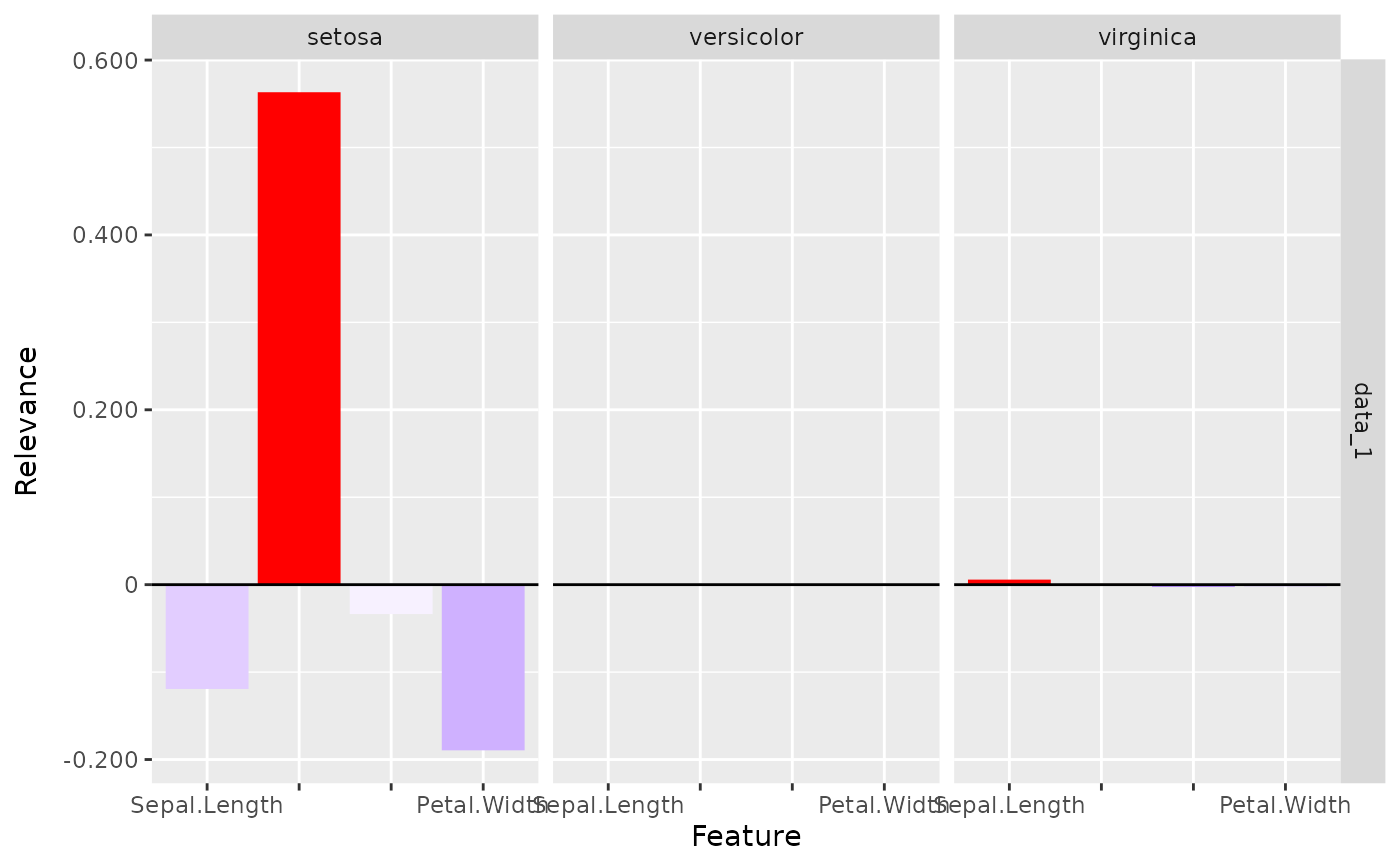 setosa versicolor virginica
0.600
0.400
0.200
0
-0.200
Relevance
data_1
Sepal.Length Petal.Width Sepal.Length Petal.Width Sepal.Length Petal.Width
Feature